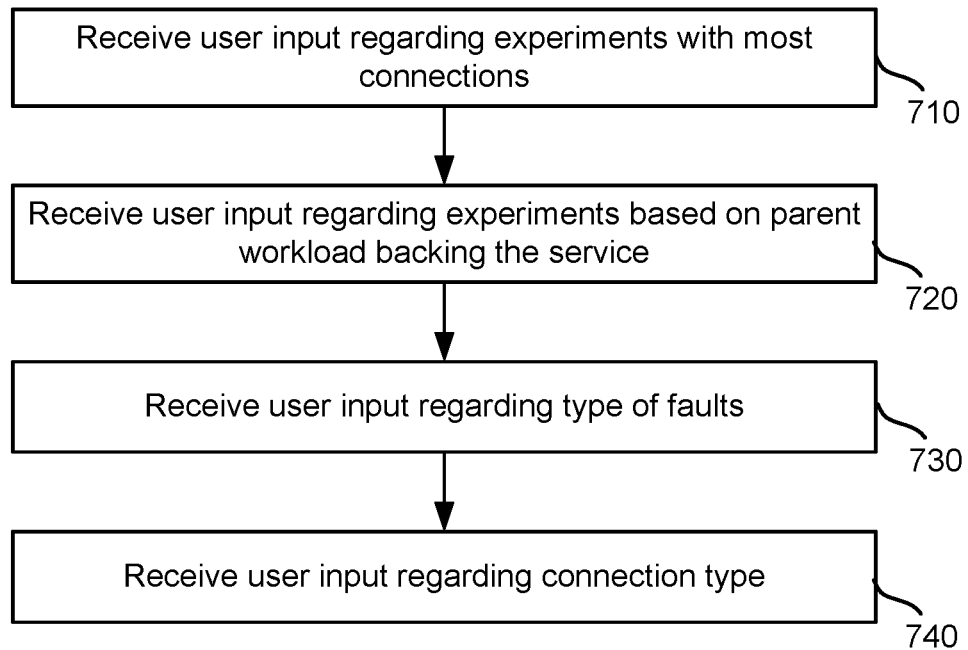 Receive user input regarding experiments with most
connections
710
Receive user input regarding experiments based on parent
workload backing the service
720
Receive user input regarding type of faults
730
Receive user input regarding connection type
740